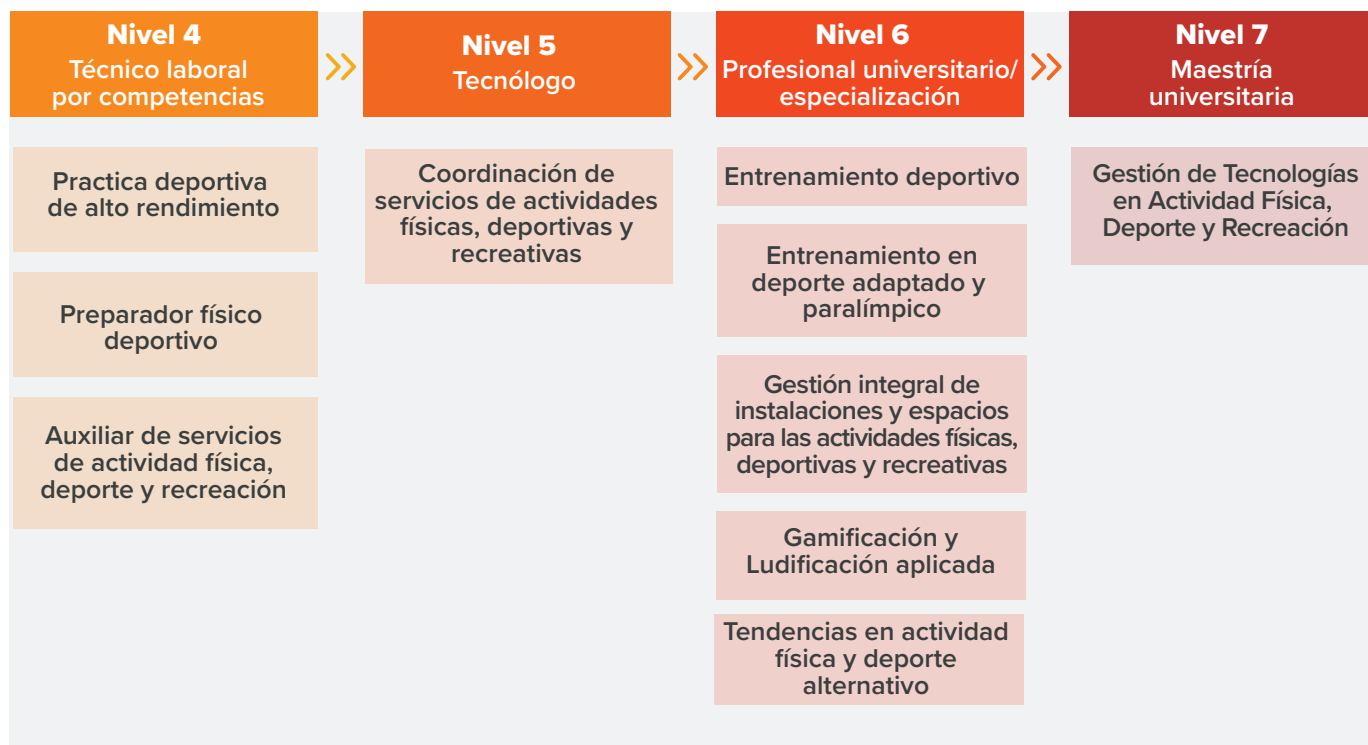 Nivel 4
Técnico laboral
por competencias
Nivel 5
Tecnólogo
Nivel 6
Profesional universitario/
especialización
Nivel 7
Maestría
universitaria
Practica deportiva
de alto rendimiento
Preparador físico
deportivo
Auxiliar de servicios
de actividad física,
deporte y recreación
Coordinación de
servicios de actividades
físicas, deportivas y
recreativas
Entrenamiento deportivo
Entrenamiento en
deporte adaptado y
paralímpico
Gestión integral de
instalaciones y espacios
para las actividades físicas,
deportivas y recreativas
Gamificación y
Ludificación aplicada
Tendencias en actividad
física y deporte
alternativo
Gestión de Tecnologías
en Actividad Física,
Deporte y Recreación